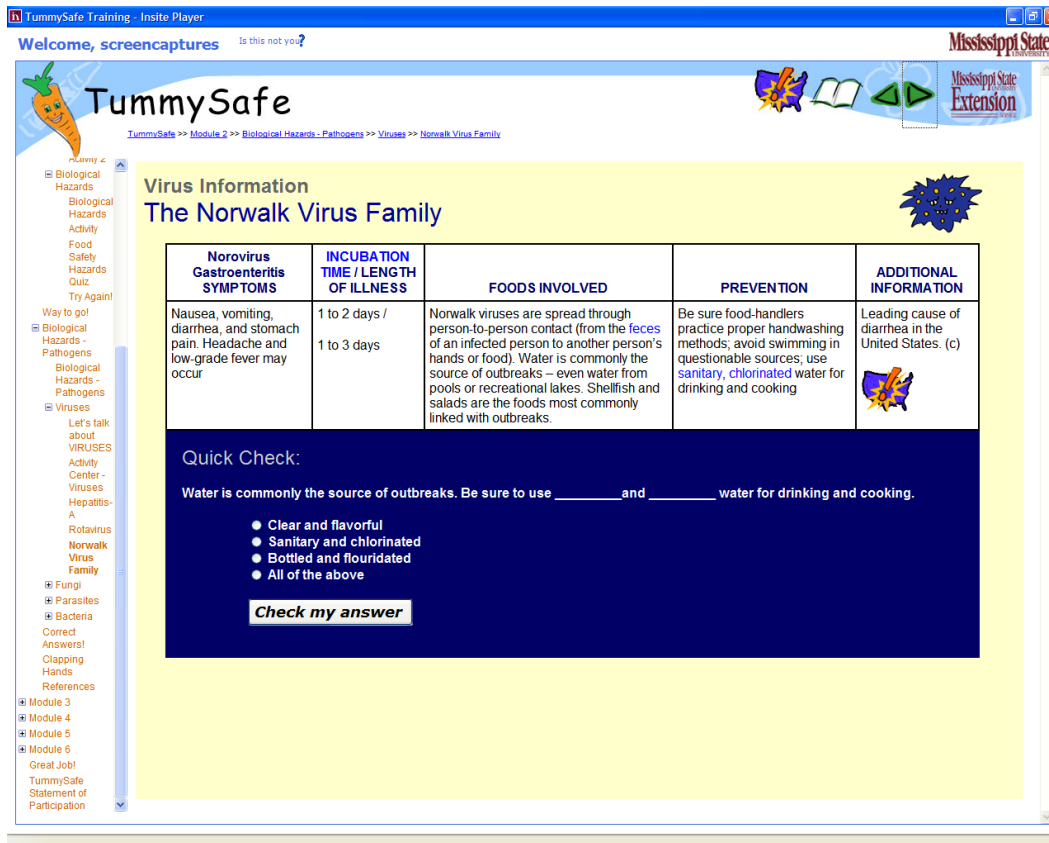 TummySafe Training - Insite Player
Welcome, screencaptures Is this not you?
Mississippi State
UNIVERSITY
TummySafe
Mississippi State
UNIVERSITY
Extension
SERVICE
TummySafe >> Module 2 >> Biological Hazards - Pathogens >> Viruses >> Norwalk Virus Family
Activity 2
Biological
Hazards
Biological
Hazards
Activity
Food
Safety
Hazards
Quiz
Try Again!
Way to go!
Biological
Hazards -
Pathogens
Biological
Hazards -
Pathogens
Viruses
Let's talk
about
VIRUSES
Activity
Center -
Viruses
Hepatitis-
A
Rotavirus
Norwalk
Virus
Family
Fungi
Parasites
Bacteria
Correct
Answers!
Clapping
Hands
References
Module 3
Module 4
Module 5
Module 6
Great Job!
TummySafe
Statement of
Participation
Virus Information
The Norwalk Virus Family
Norovirus
Gastroenteritis
SYMPTOMS
INCUBATION
TIME / LENGTH
OF ILLNESS
FOODS INVOLVED
PREVENTION
ADDITIONAL
INFORMATION
Nausea, vomiting,
diarrhea, and stomach
pain. Headache and
low-grade fever may
occur
1 to 2 days /
1 to 3 days
Norwalk viruses are spread through
person-to-person contact (from the feces
of an infected person to another person's
hands or food). Water is commonly the
source of outbreaks – even water from
pools or recreational lakes. Shellfish and
salads are the foods most commonly
linked with outbreaks.
Be sure food-handlers
practice proper handwashing
methods; avoid swimming in
questionable sources; use
sanitary, chlorinated water for
drinking and cooking
Leading cause of
diarrhea in the
United States. (c)
Quick Check:
Water is commonly the source of outbreaks. Be sure to use _________and _________ water for drinking and cooking.
Clear and flavorful
Sanitary and chlorinated
Bottled and flouridated
All of the above
Check my answer